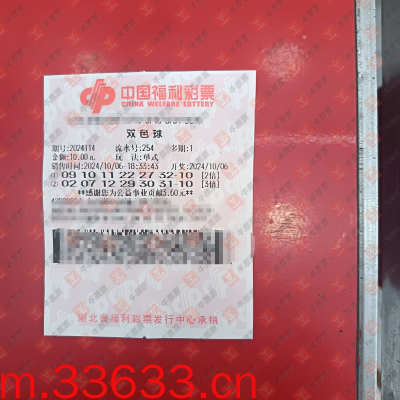 中国福利彩票
CHINA WELFARE LOTTERY
双色球
期号:2024114 流水号:254 多期:1
金额:10.00元 玩 法:单式
销售时间:2024/10/06-18:33:43 开奖:2024/10/06
① 09 10 11 22 27 32-10 [2倍]
② 02 07 12 29 30 31-10 [3倍]
**感谢您为公益事业贡献3.60元**
湖北省福利彩票发行中心承销
m.33633.cn